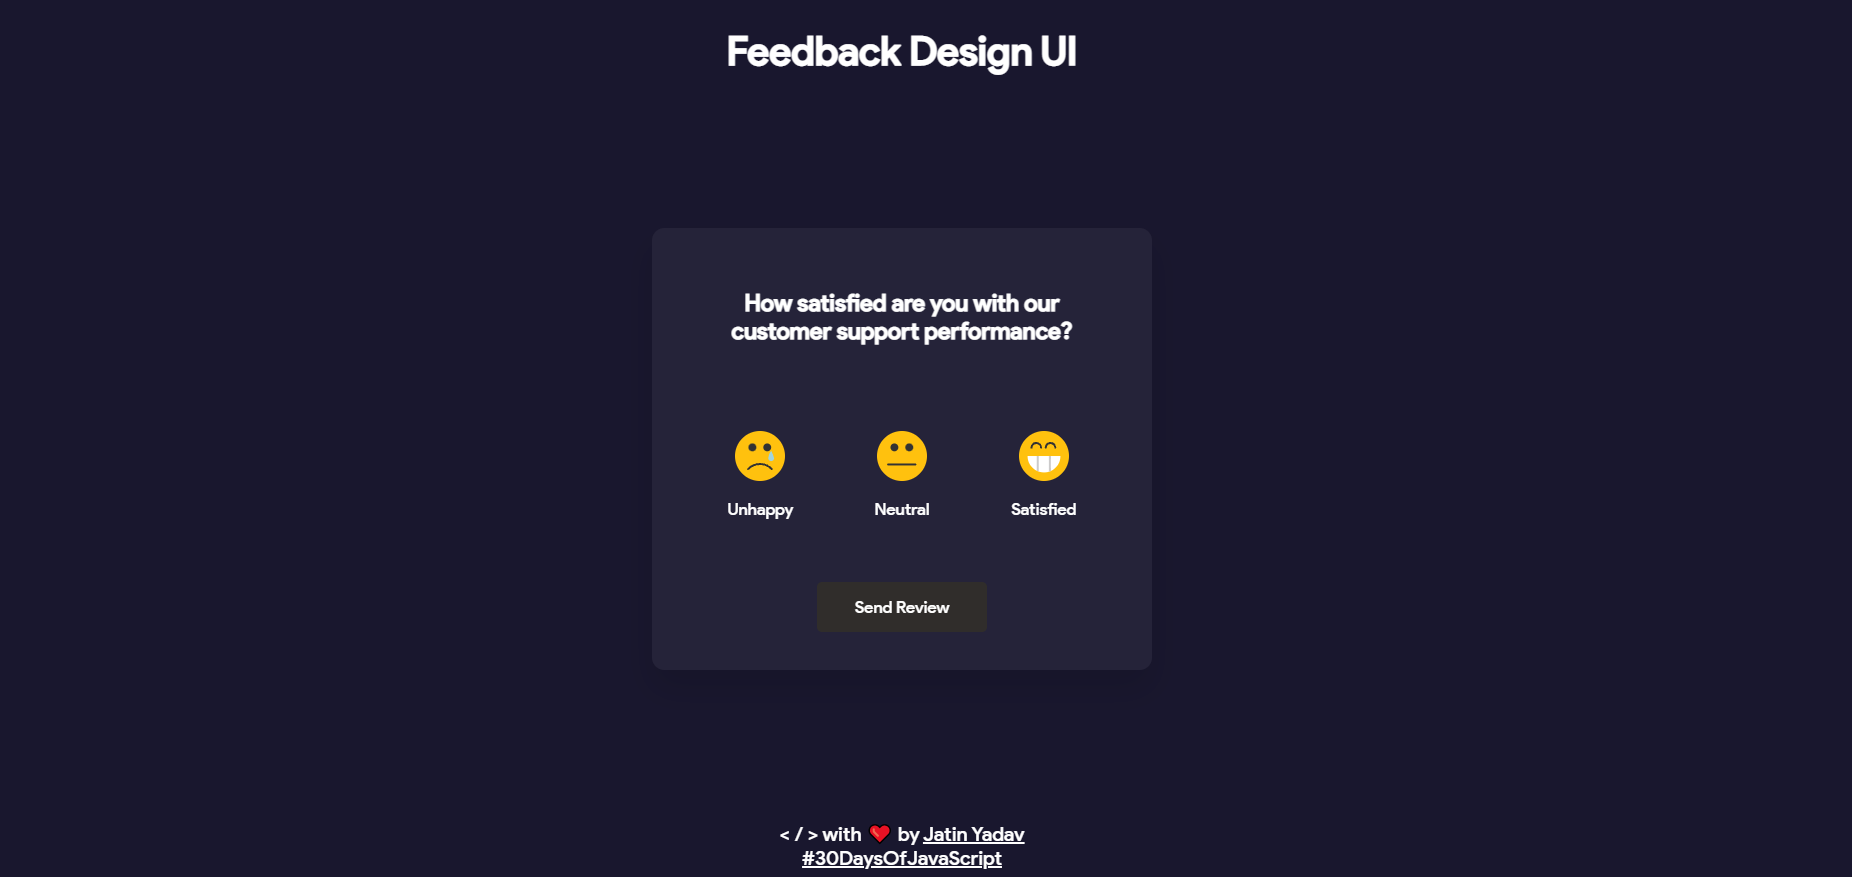 Feedback Design UI
How satisfied are you with our
customer support performance?
Unhappy
Neutral
Satisfied
Send Review
< / > with ❤️ by Jatin Yadav
#30DaysOfJavaScript